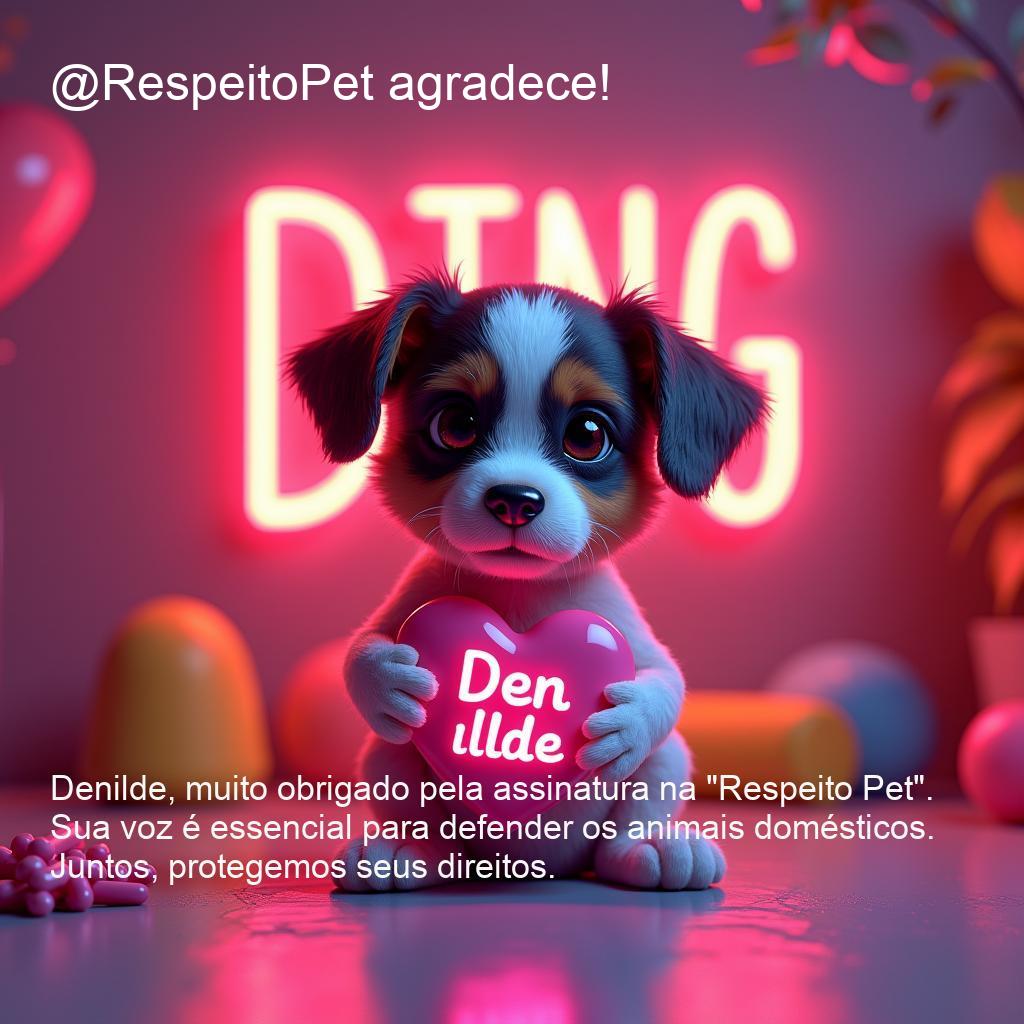 @RespeitoPet agradece!
DTNG
Den
ıllde
Denilde, muito obrigado pela assinatura na "Respeito Pet".
Sua voz é essencial para defender os animais domésticos.
Juntos, protegemos seus direitos.